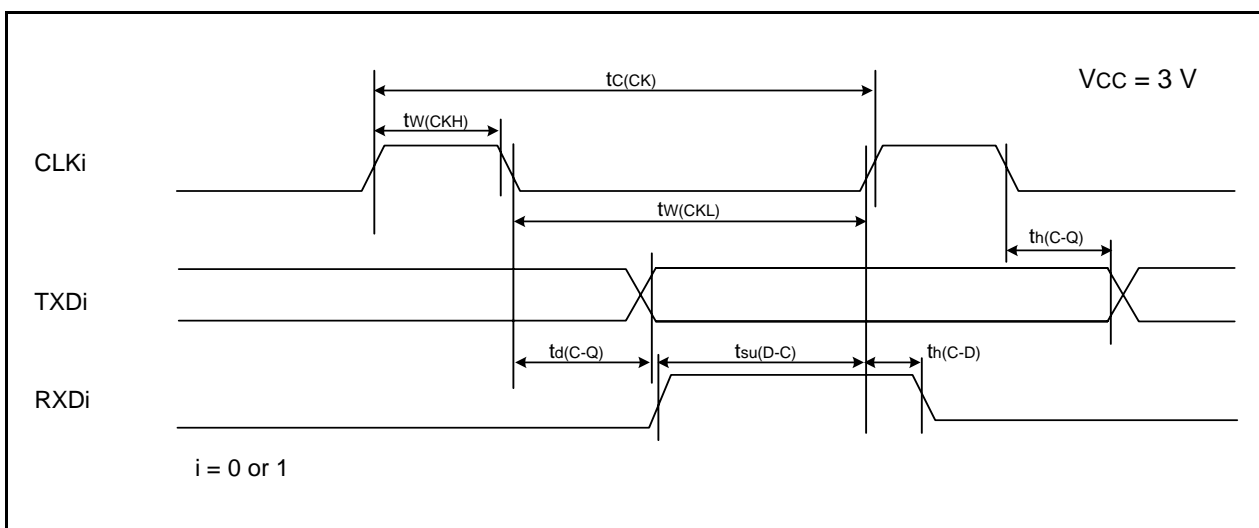 tC(CK)
VCC = 3 V
tW(CKH)
CLKi
tW(CKL)
th(C-Q)
TXDi
td(C-Q)
tsu(D-C)
th(C-D)
RXDi
i = 0 or 1